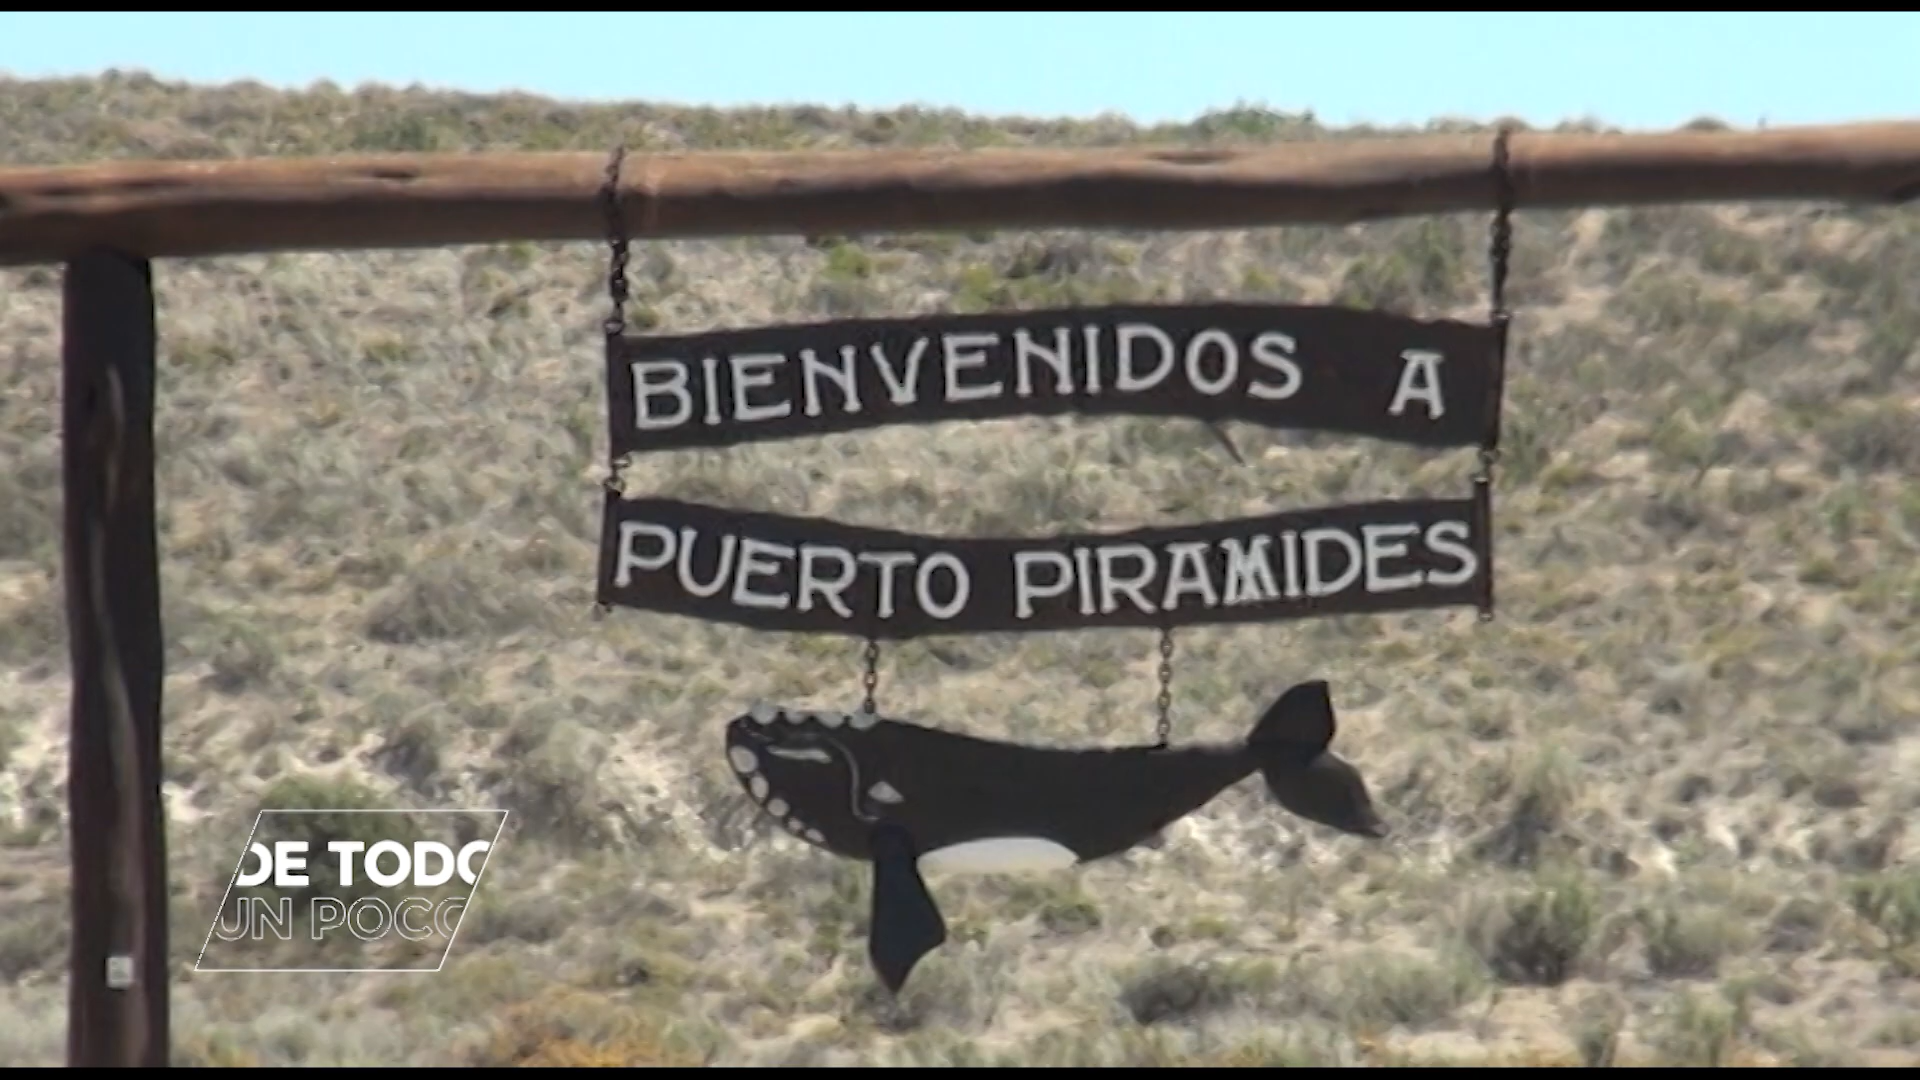 BIENVENIDOS A
PUERTO PIRAMIDES
DE TODO
UN POCO